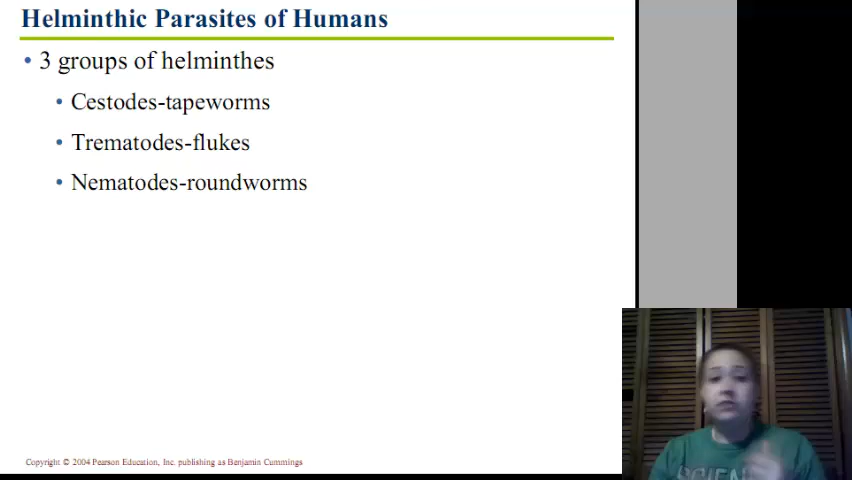 Helminthic Parasites of Humans
• 3 groups of helminthes
• Cestodes-tapeworms
• Trematodes-flukes
• Nematodes-roundworms
Copyright © 2004 Pearson Education, Inc. publishing as Benjamin Cummings